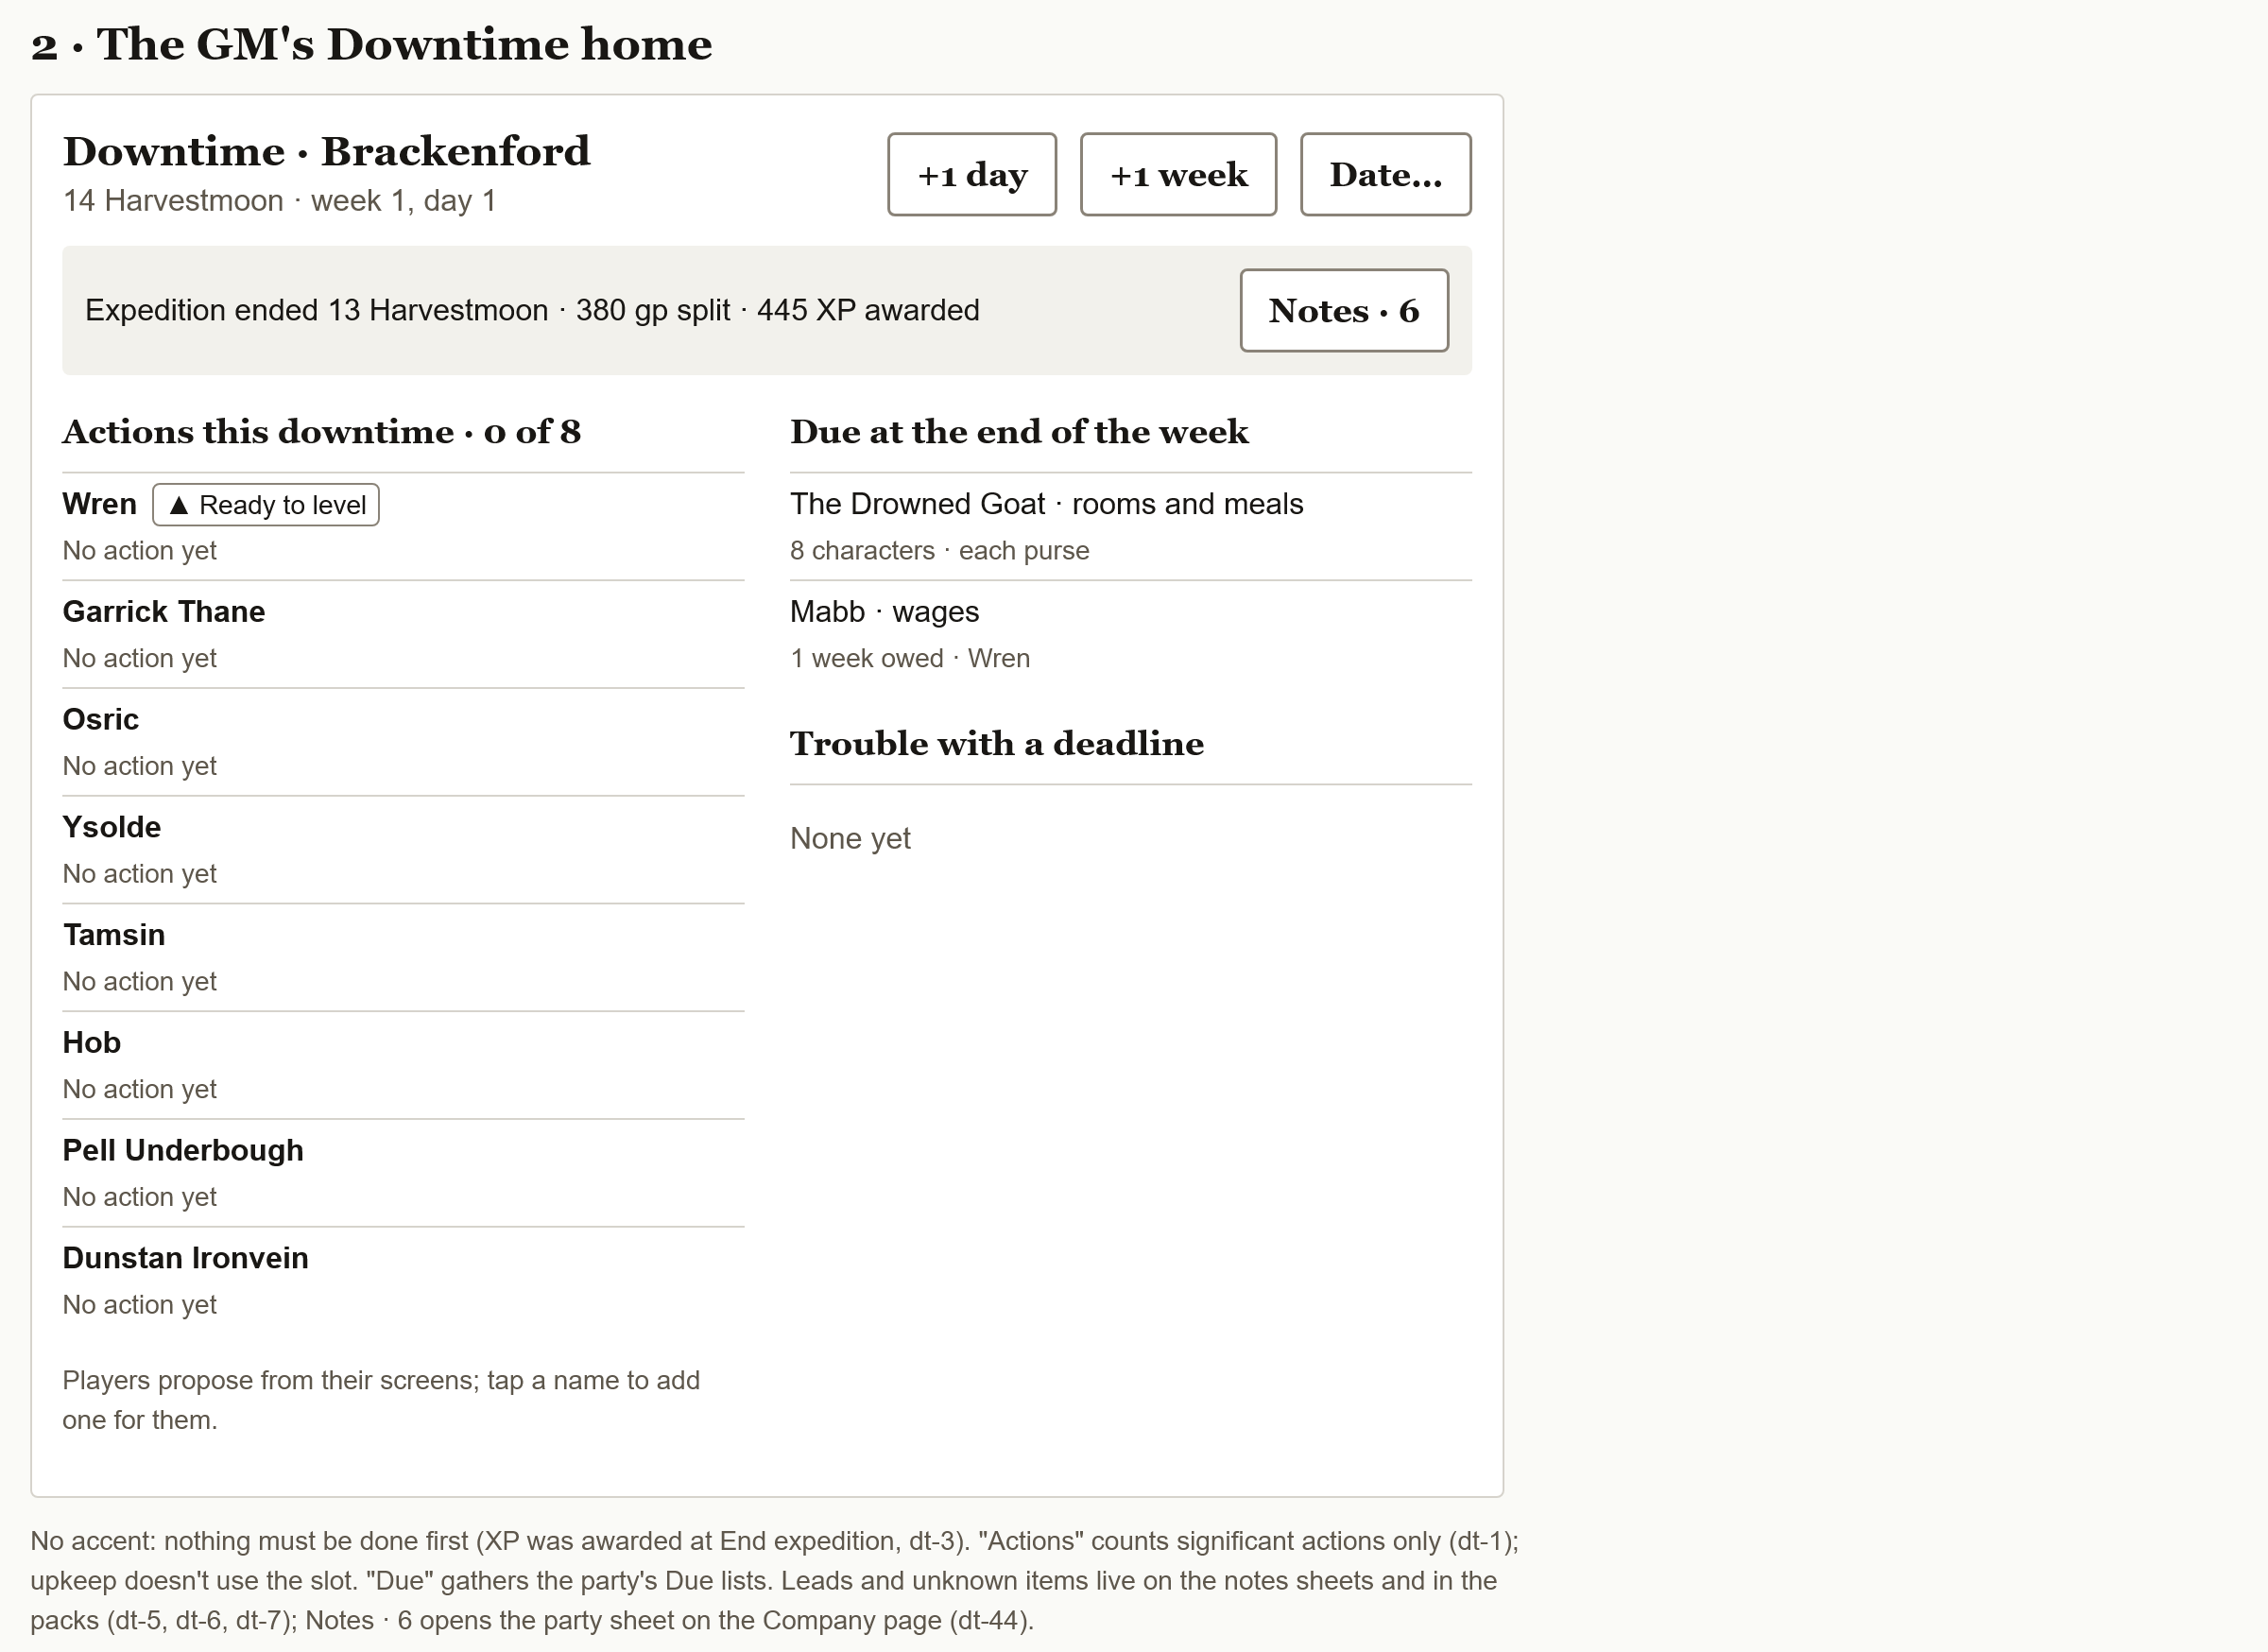 2 · The GM's Downtime home
Downtime · Brackenford
14 Harvestmoon · week 1, day 1
+1 day
+1 week
Date...
Expedition ended 13 Harvestmoon · 380 gp split · 445 XP awarded
Notes · 6
Actions this downtime · 0 of 8
Wren
▲ Ready to level
No action yet
Garrick Thane
No action yet
Osric
No action yet
Ysolde
No action yet
Tamsin
No action yet
Hob
No action yet
Pell Underbough
No action yet
Dunstan Ironvein
No action yet
Players propose from their screens; tap a name to add
one for them.
Due at the end of the week
The Drowned Goat · rooms and meals
8 characters · each purse
Mabb · wages
1 week owed · Wren
Trouble with a deadline
None yet
No accent: nothing must be done first (XP was awarded at End expedition, dt-3). "Actions" counts significant actions only (dt-1);
upkeep doesn't use the slot. "Due" gathers the party's Due lists. Leads and unknown items live on the notes sheets and in the
packs (dt-5, dt-6, dt-7); Notes · 6 opens the party sheet on the Company page (dt-44).